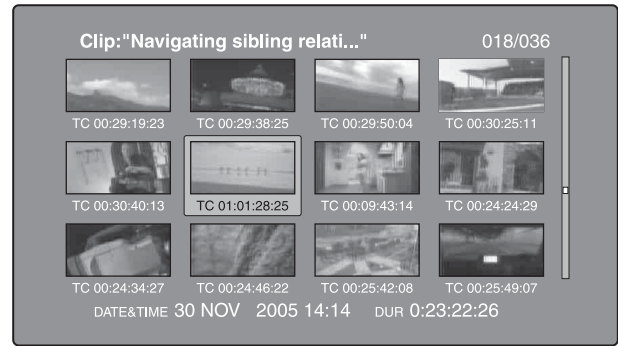 Clip:"Navigating sibling relati..." 018/036
TC 00:29:19:23 TC 00:29:38:25 TC 00:29:50:04 TC 00:30:25:11
TC 00:30:40:13 TC 01:01:28:25 TC 00:09:43:14 TC 00:24:24:29
TC 00:24:34:27 TC 00:24:46:22 TC 00:25:42:08 TC 00:25:49:07
DATE&TIME 30 NOV 2005 14:14 DUR 0:23:22:26